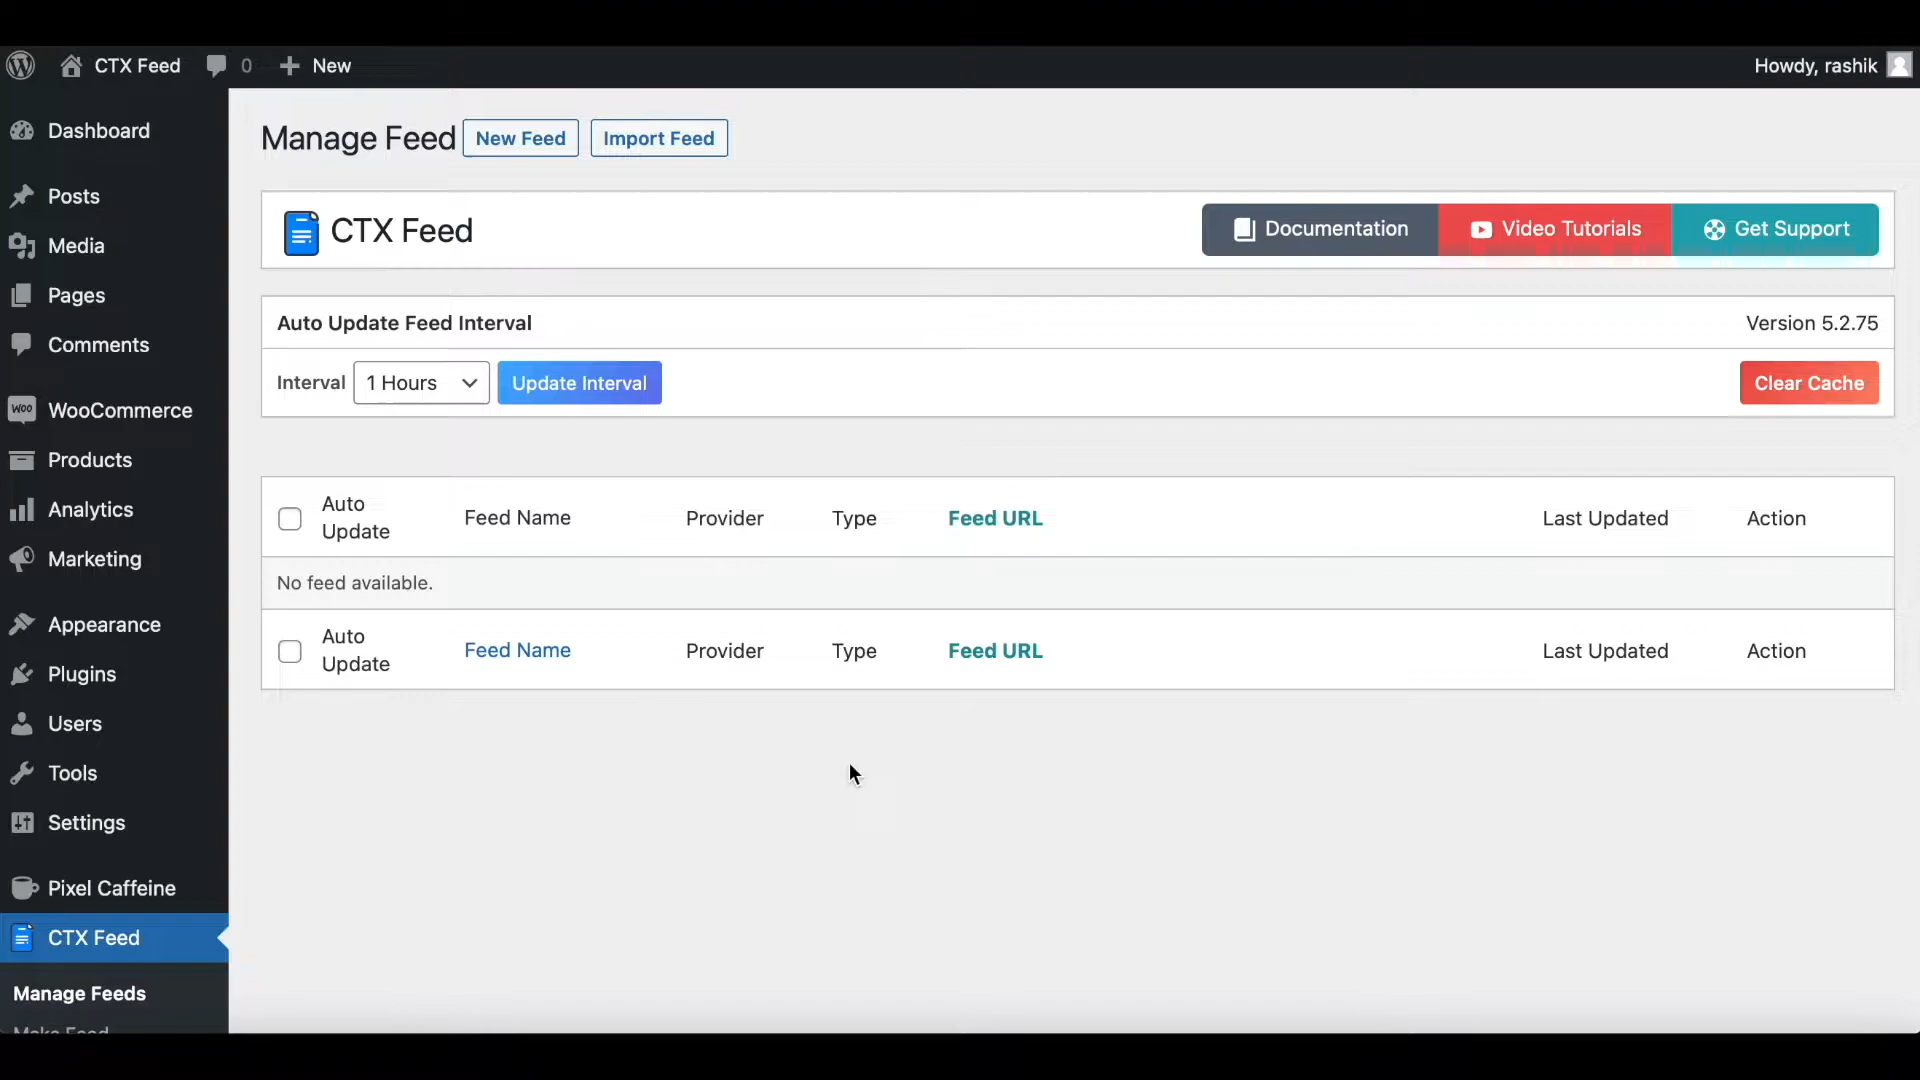 CTX Feed 0 New Howdy, rashik
Dashboard
Posts
Media
Pages
Comments
WooCommerce
Products
Analytics
Marketing
Appearance
Plugins
Users
Tools
Settings
Pixel Caffeine
CTX Feed
Manage Feeds
Make Feed
Manage Feed New Feed Import Feed
CTX Feed Documentation Video Tutorials Get Support
Auto Update Feed Interval Version 5.2.75
Interval 1 Hours Update Interval Clear Cache
Auto Update Feed Name Provider Type Feed URL Last Updated Action
No feed available.
Auto Update Feed Name Provider Type Feed URL Last Updated Action